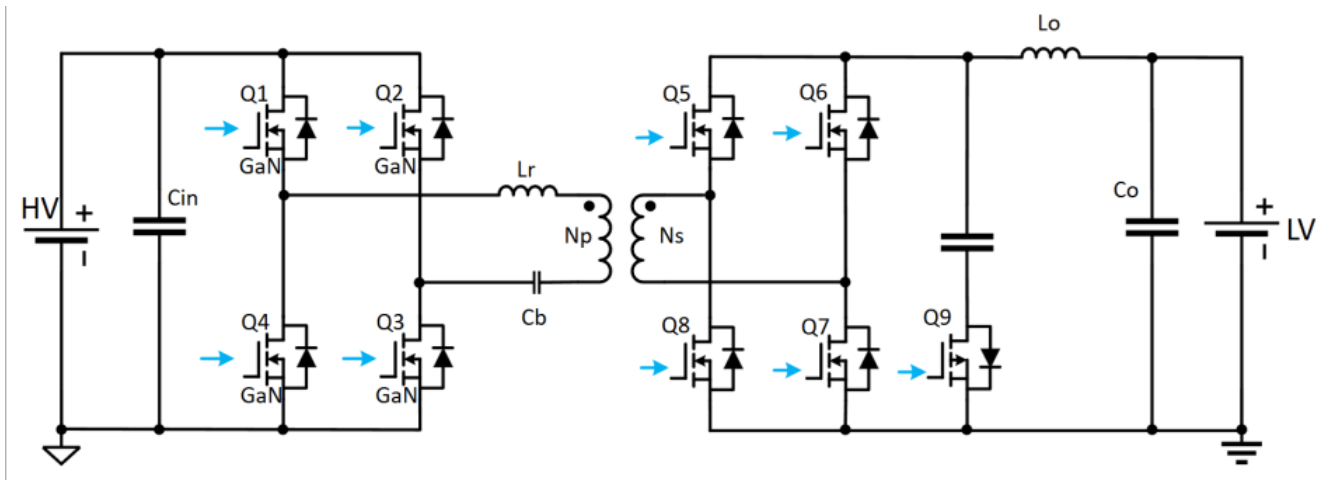 Lo
Q1
Q2
Q5
Q6
GaN
GaN
Lr
Cin
Co
HV
+
Np
Ns
+
LV
Cb
Q4
Q3
Q8
Q7
Q9
GaN
GaN